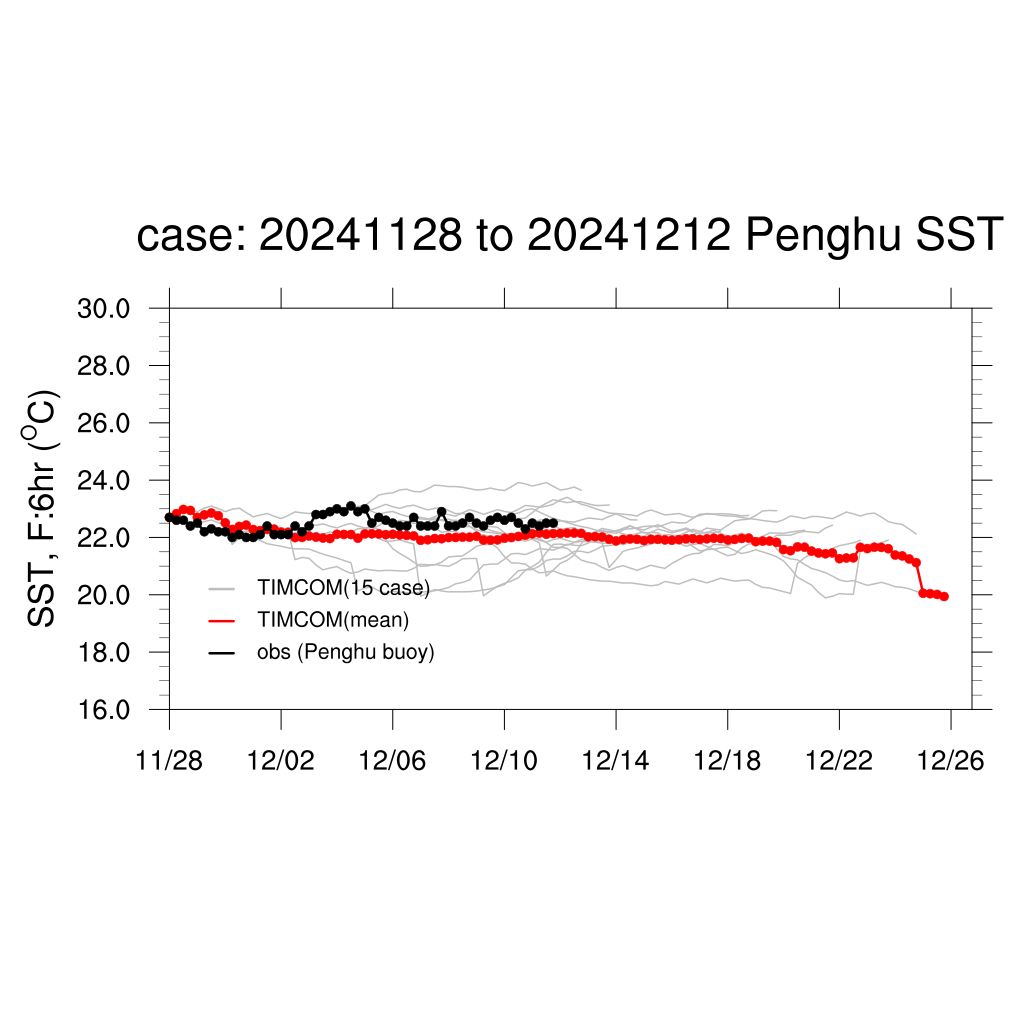 case: 20241128 to 20241212 Penghu SST
SST, F:6hr (°C)
30.0
28.0
26.0
24.0
22.0
20.0
18.0
16.0
TIMCOM(15 case)
TIMCOM(mean)
obs (Penghu buoy)
11/28 12/02 12/06 12/10 12/14 12/18 12/22 12/26